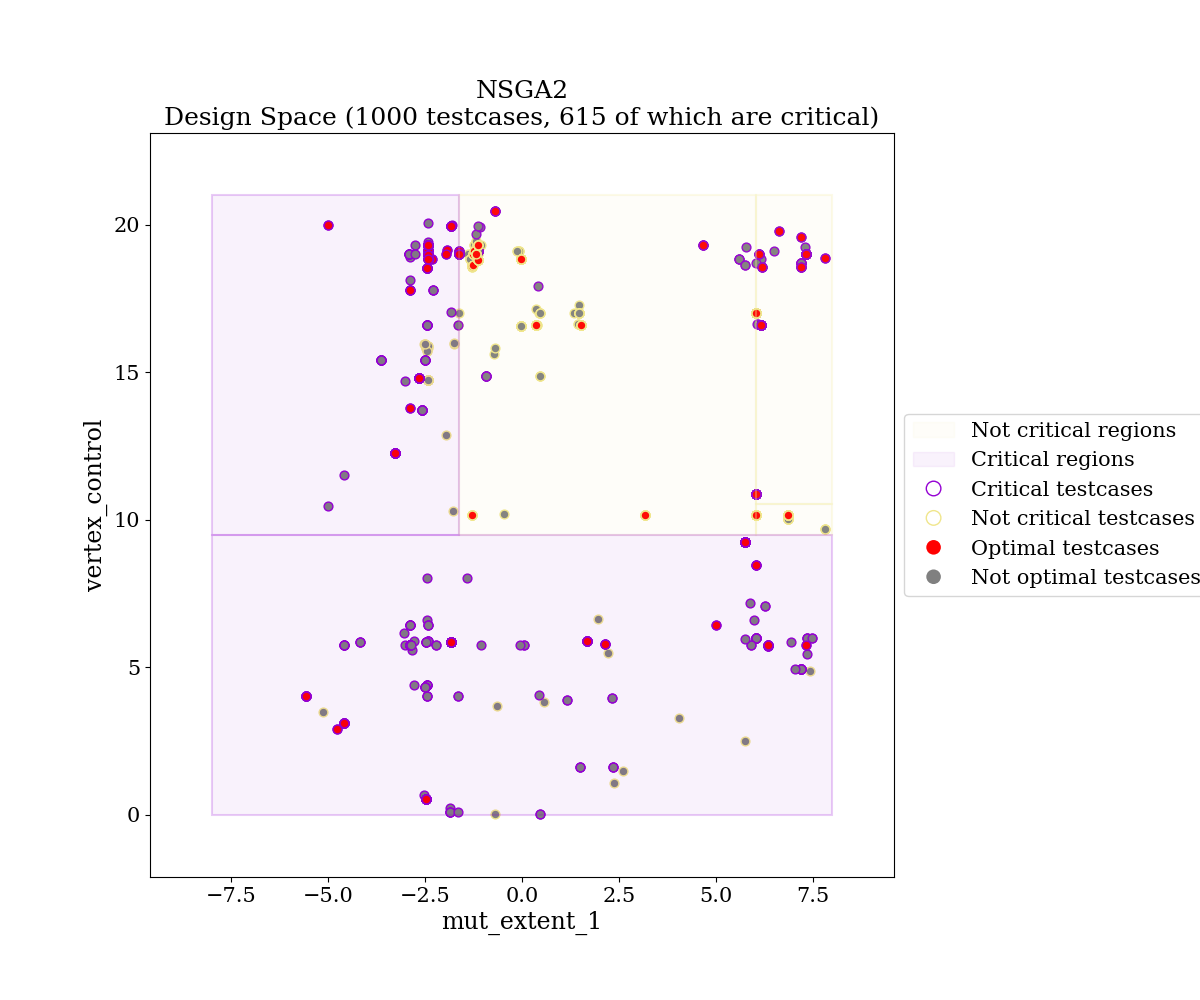 NSGA2
Design Space (1000 testcases, 615 of which are critical)
20
15
10
5
0
vertex_control
−7.5
−5.0
−2.5
0.0
2.5
5.0
7.5
mut_extent_1
Not critical regions
Critical regions
Critical testcases
Not critical testcases
Optimal testcases
Not optimal testcases